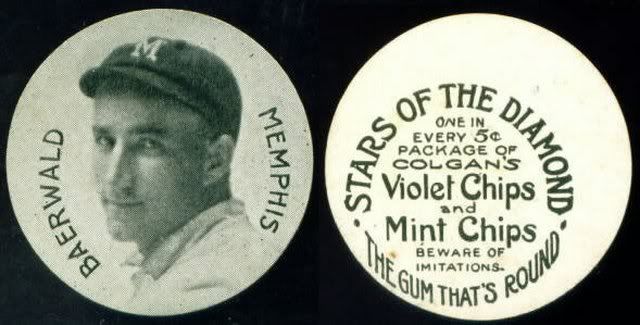 M
BAERWALD
MEMPHIS
STARS OF THE DIAMOND
ONE IN
EVERY 5¢
PACKAGE OF
COLGAN'S
Violet Chips
and
Mint Chips
BEWARE OF
IMITATIONS
THE GUM THAT'S ROUND